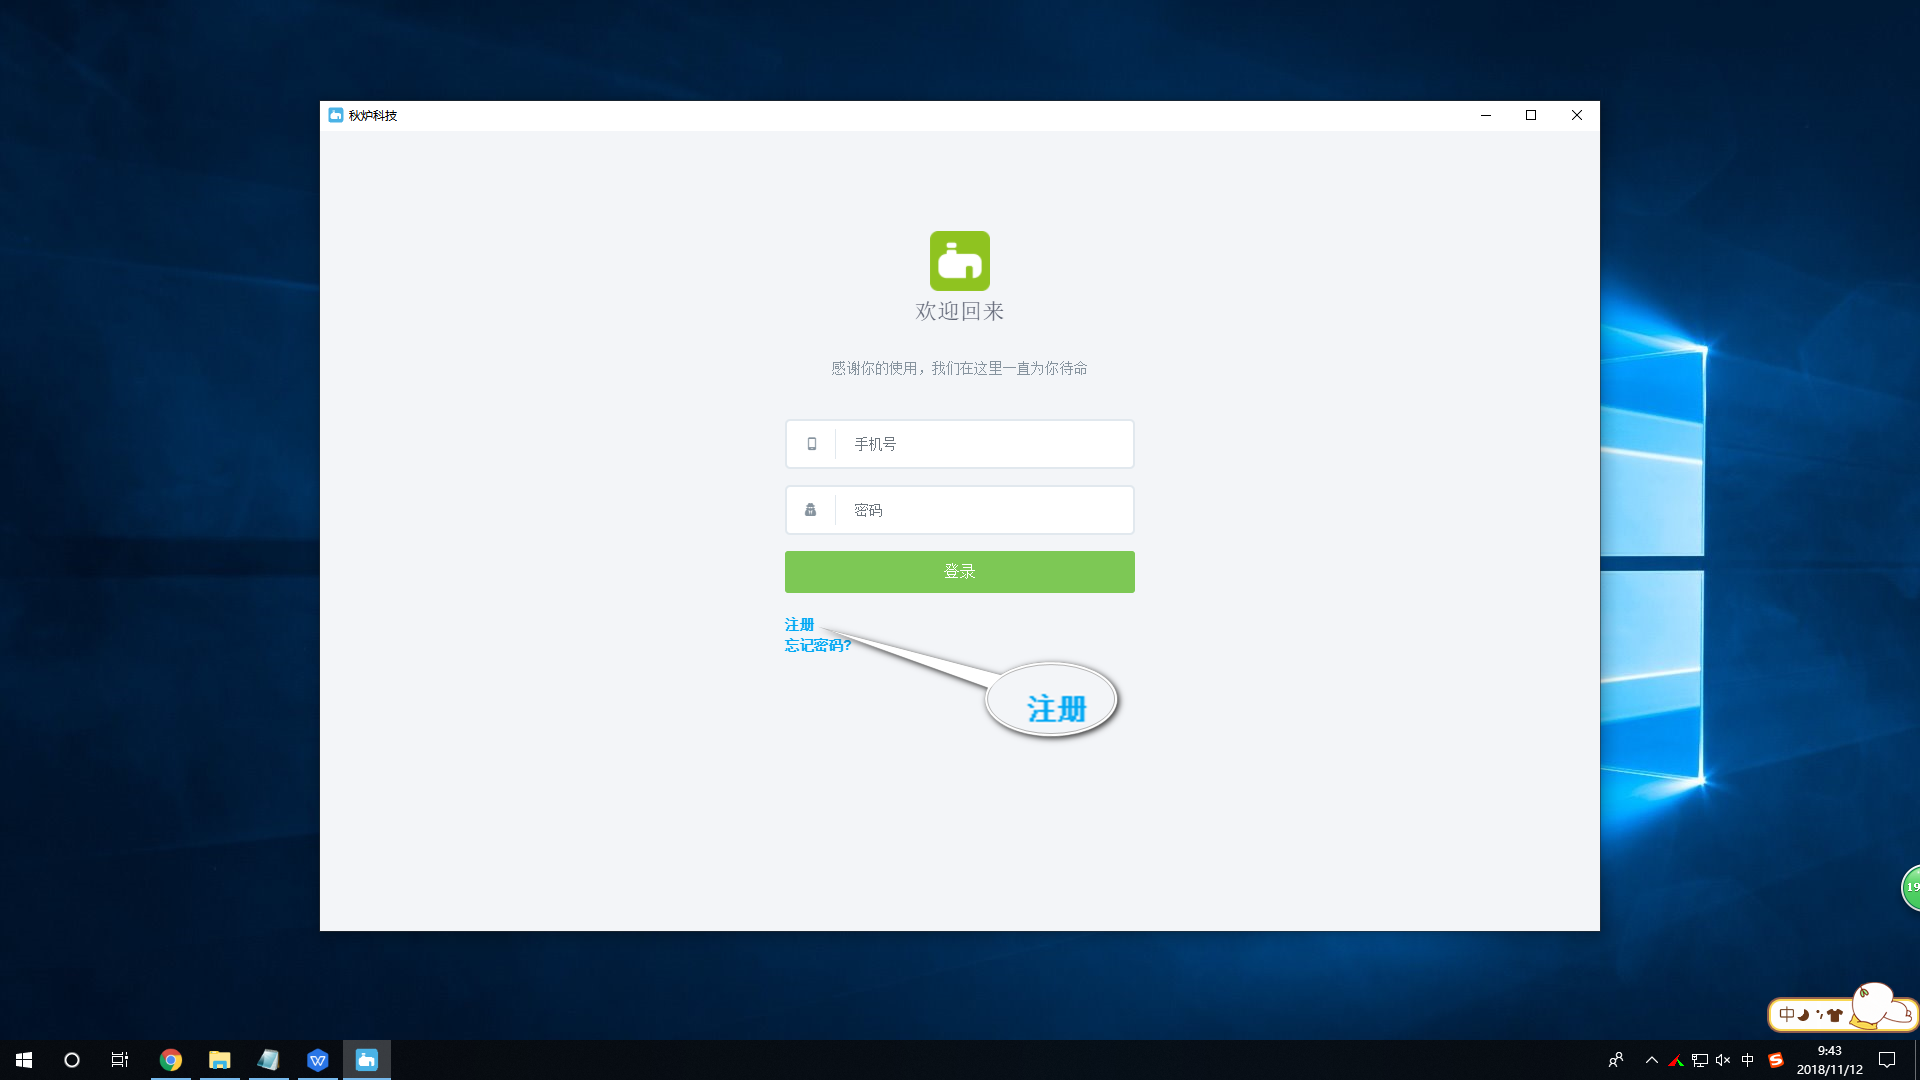 秋炉科技
欢迎回来
感谢你的使用，我们在这里一直为你待命
手机号
密码
登录
注册
忘记密码?
注册
19
中
中
9:43
2018/11/12